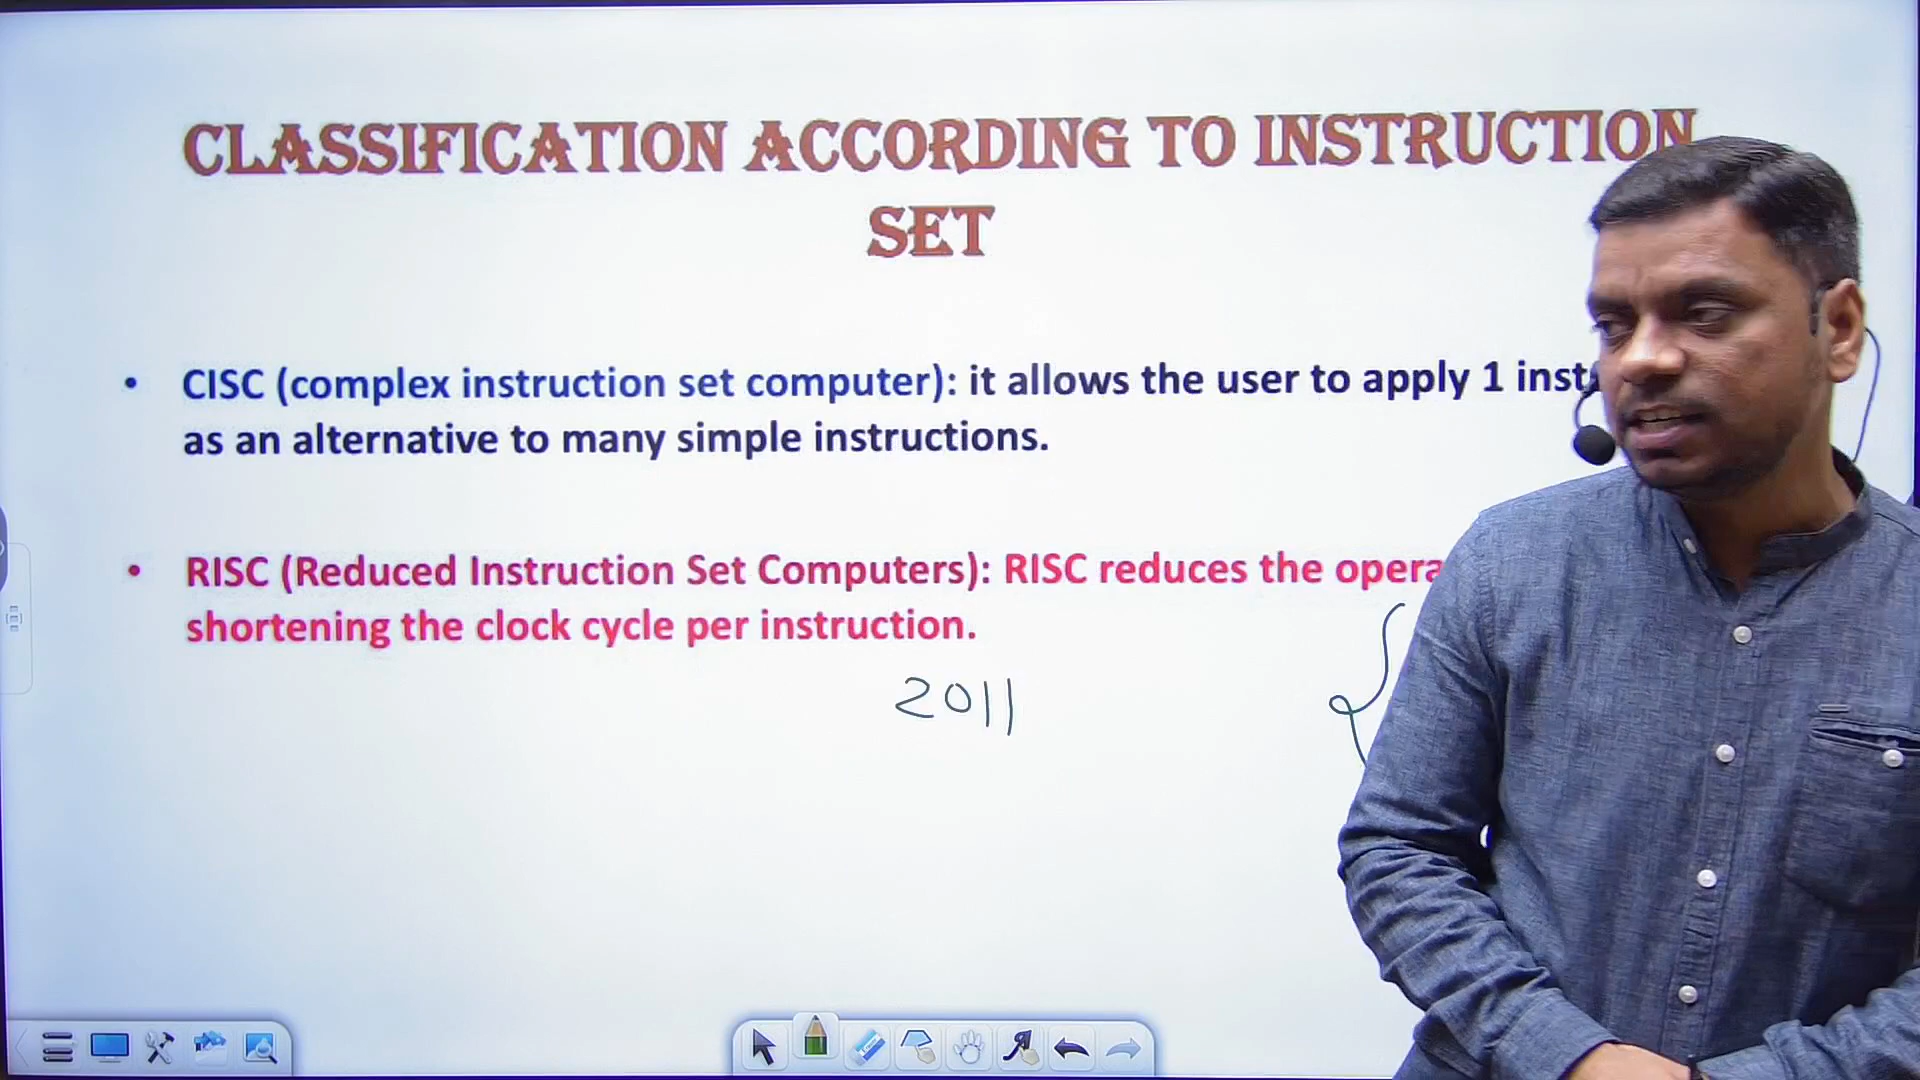 CLASSIFICATION ACCORDING TO INSTRUCTION
SET
• CISC (complex instruction set computer): it allows the user to apply 1
as an alternative to many simple instructions.
• RISC (Reduced Instruction Set Computers): RISC reduces the
shortening the clock cycle per instruction.
2011